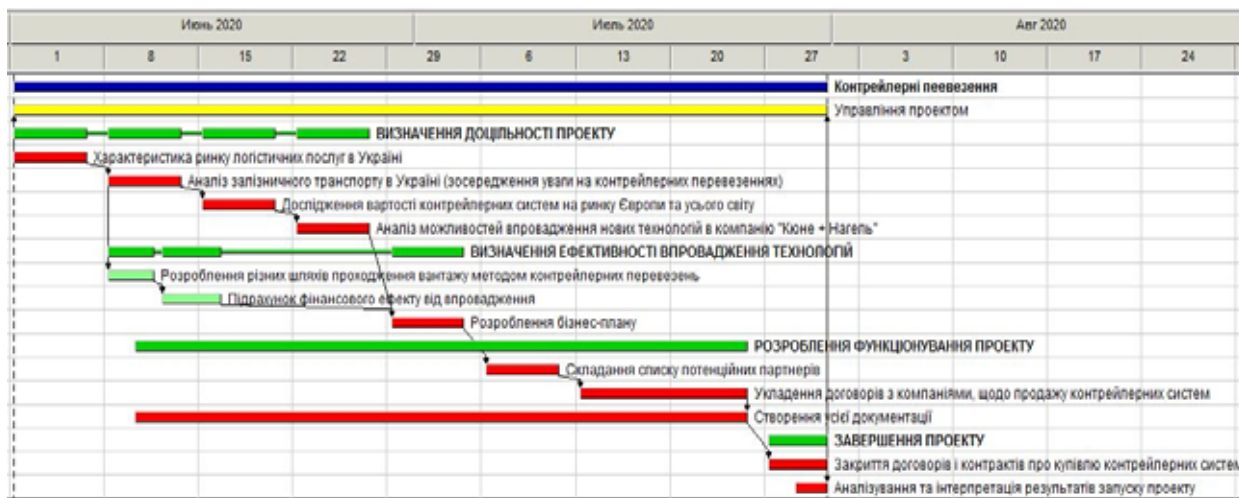 Июнь 2020 Июль 2020 Авг 2020
1 8 15 22 29 6 13 20 27 3 10 17 24
Контрейлерні пеевезення
Управління проектом
ВИЗНАЧЕННЯ ДОЦІЛЬНОСТІ ПРОЕКТУ
Характеристика ринку логістичних послуг в Україні
Аналіз залізничного транспорту в Україні (зосередження уваги на контрейлерних перевезеннях)
Дослідження вартості контрейлерних систем на ринку Європи та усього світу
Аналіз можливостей впровадження нових технологій в компанію "Кюне + Нагель"
ВИЗНАЧЕННЯ ЕФЕКТИВНОСТІ ВПРОВАДЖЕННЯ ТЕХНОЛОГІЙ
Розроблення різних шляхів проходження вантажу методом контрейлерних перевезень
Підрахунок фінансового ефекту від впровадження
Розроблення бізнес-плану
РОЗРОБЛЕННЯ ФУНКЦІОНУВАННЯ ПРОЕКТУ
Складання списку потенційних партнерів
Укладення договорів з компаніями, щодо продажу контрейлерних систем
Створення усієї документації
ЗАВЕРШЕННЯ ПРОЕКТУ
Закриття договорів і контрактів про купівлю контрейлерних систем
Аналізування та інтерпретація результатів запуску проекту